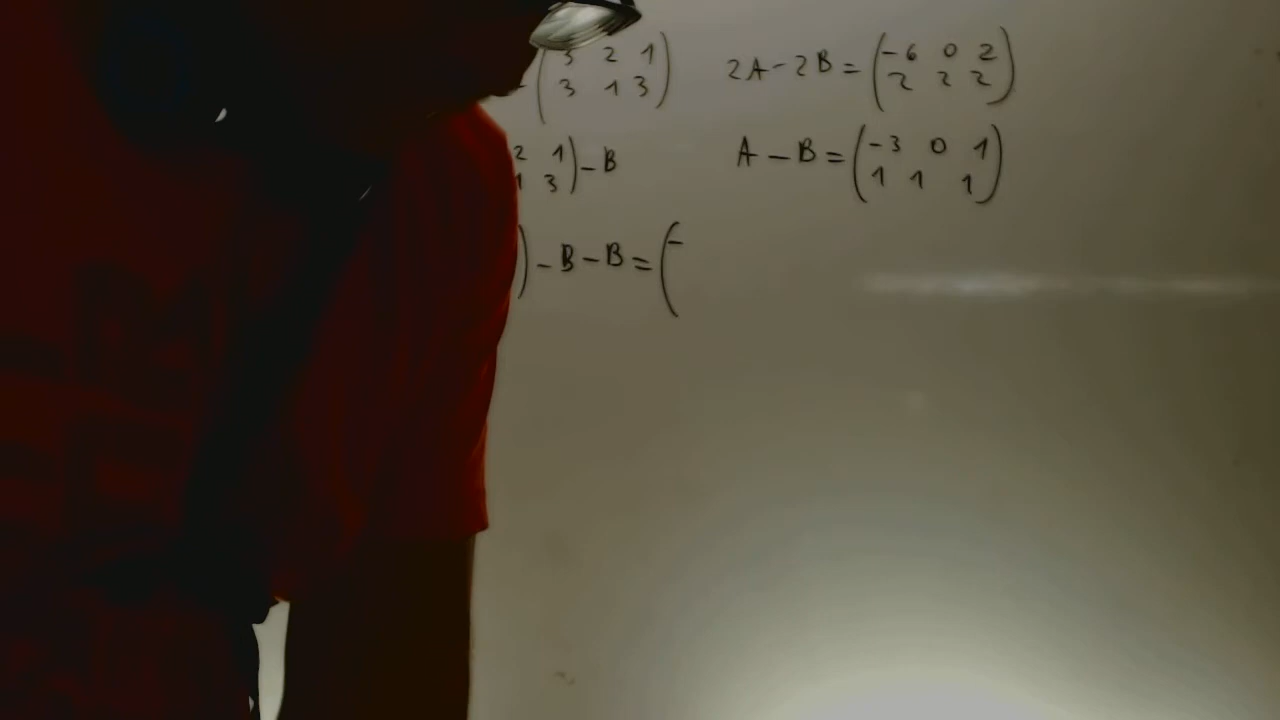 ( 3 2 1 ) 2A - 2B = ( -6 0 2 )
( 3 1 3 ) ( 2 2 2 )
2 1 ) - B A - B = ( -3 0 1 )
1 3 ) ( 1 1 1 )
) - B - B = ( -